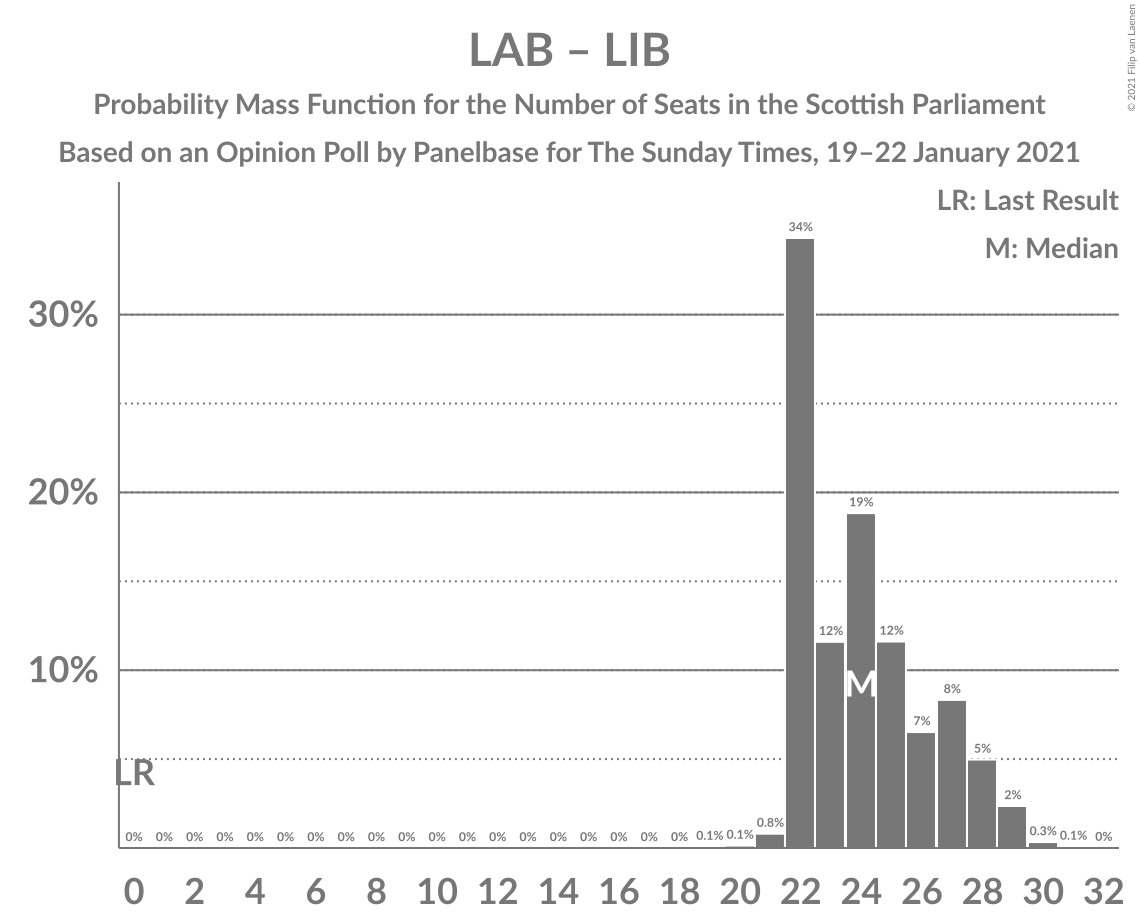 LAB – LIB
Probability Mass Function for the Number of Seats in the Scottish Parliament
Based on an Opinion Poll by Panelbase for The Sunday Times, 19–22 January 2021
© 2021 Filip van Laenen
LR: Last Result
M: Median
30%
20%
10%
34%
12%
19%
12%
7%
8%
5%
2%
M
LR
0% 0% 0% 0% 0% 0% 0% 0% 0% 0% 0% 0% 0% 0% 0% 0% 0% 0% 0% 0.1% 0.1% 0.8% 0.3% 0.1% 0%
0 2 4 6 8 10 12 14 16 18 20 22 24 26 28 30 32